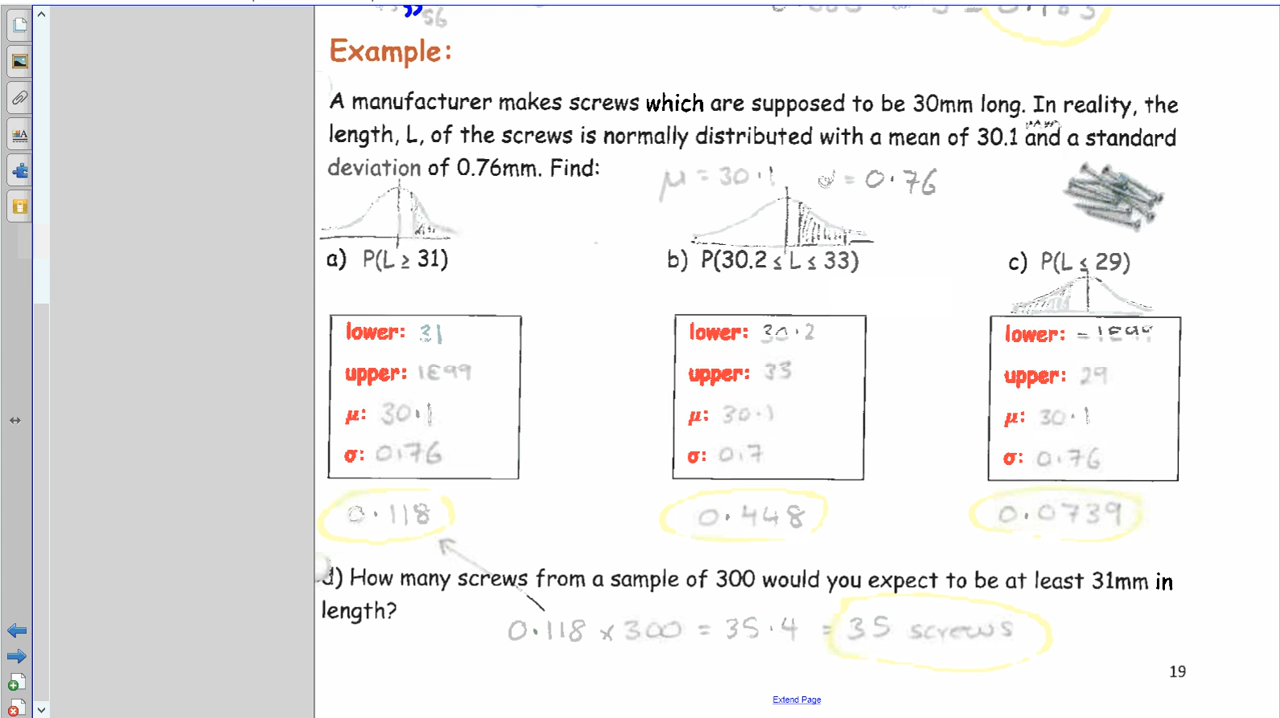 56
Example:
A manufacturer makes screws which are supposed to be 30mm long. In reality, the
length, L, of the screws is normally distributed with a mean of 30.1 and a standard
deviation of 0.76mm. Find:
μ = 30.1 σ = 0.76
a) P(L ≥ 31) b) P(30.2 ≤ L ≤ 33) c) P(L ≤ 29)
lower: 31 lower: 30.2 lower: -1E99
upper: 1E99 upper: 33 upper: 29
μ: 30.1 μ: 30.1 μ: 30.1
σ: 0.76 σ: 0.7 σ: 0.76
0.118 0.448 0.0739
d) How many screws from a sample of 300 would you expect to be at least 31mm in
length?
0.118 × 300 = 35.4 = 35 screws
19
Extend Page